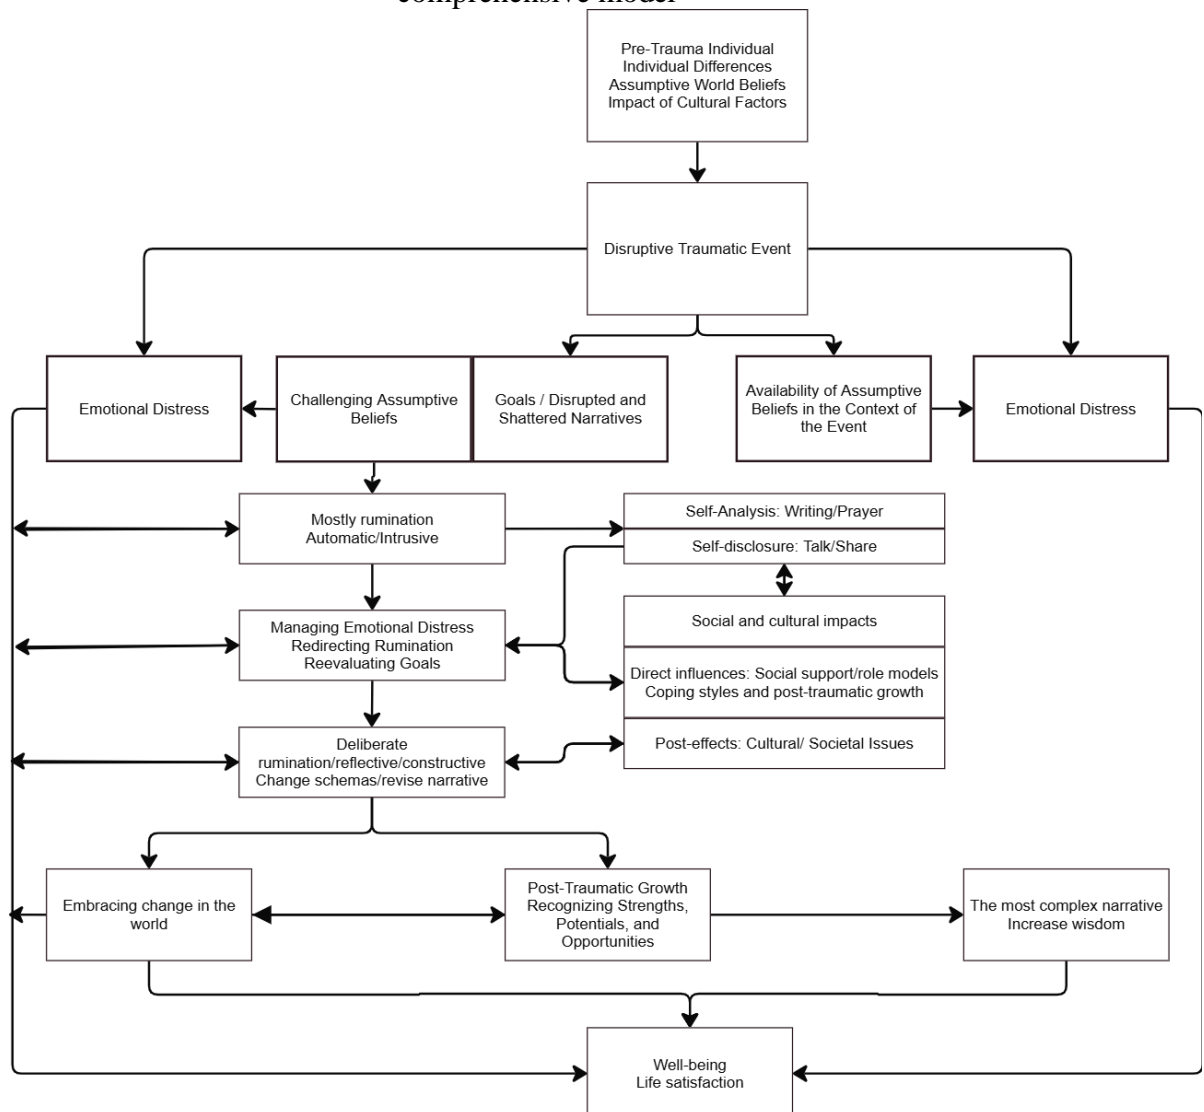 comprehensive model
Pre-Trauma Individual
Individual Differences
Assumptive World Beliefs
Impact of Cultural Factors
Disruptive Traumatic Event
Emotional Distress
Challenging Assumptive
Beliefs
Goals / Disrupted and
Shattered Narratives
Availability of Assumptive
Beliefs in the Context of
the Event
Emotional Distress
Mostly rumination
Automatic/Intrusive
Self-Analysis: Writing/Prayer
Self-disclosure: Talk/Share
Managing Emotional Distress
Redirecting Rumination
Reevaluating Goals
Social and cultural impacts
Direct influences: Social support/role models
Coping styles and post-traumatic growth
Post-effects: Cultural/ Societal Issues
Deliberate
rumination/reflective/constructive
Change schemas/revise narrative
Embracing change in the
world
Post-Traumatic Growth
Recognizing Strengths,
Potentials, and
Opportunities
The most complex narrative
Increase wisdom
Well-being
Life satisfaction